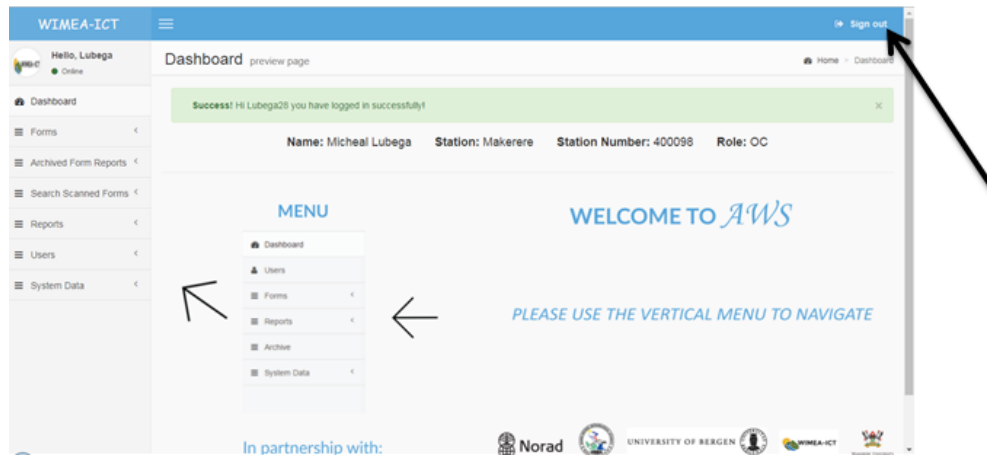 WIMEA-ICT
Sign out
Hello, Lubega
Online
Dashboard preview page
Home > Dashboard
Dashboard
Forms
Archived Form Reports
Search Scanned Forms
Reports
Users
System Data
Success! Hi Lubega28 you have logged in successfully!
Name: Micheal Lubega Station: Makerere Station Number: 400098 Role: OC
MENU
Dashboard
Users
Forms
Reports
Archive
System Data
WELCOME TO AWS
PLEASE USE THE VERTICAL MENU TO NAVIGATE
In partnership with:
Norad
UNIVERSITY OF BERGEN
WIMEA-ICT